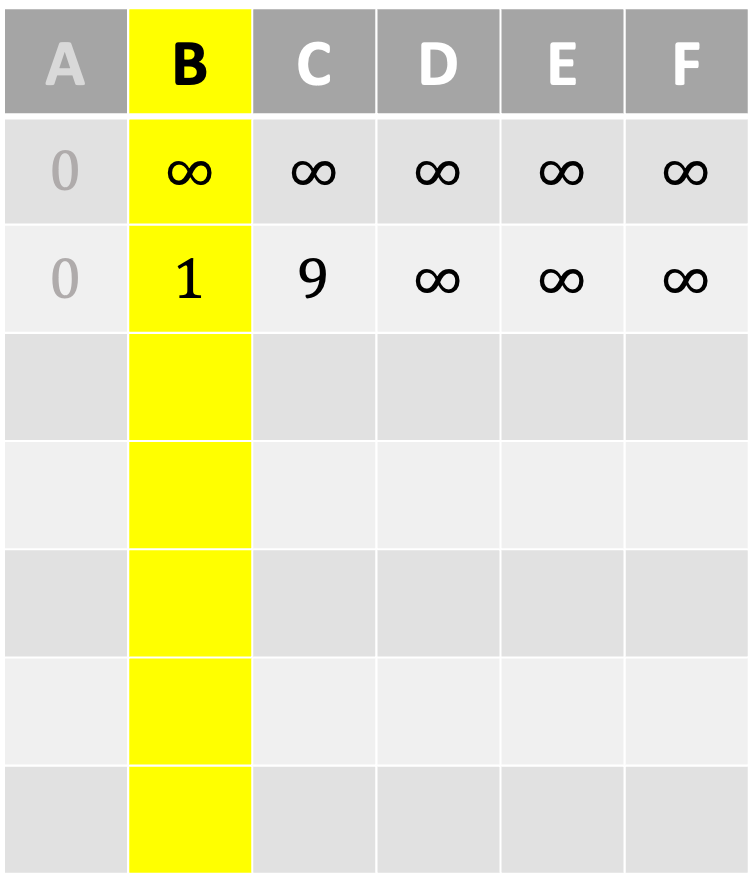 A B C D E F
0 ∞ ∞ ∞ ∞ ∞
0 1 9 ∞ ∞ ∞